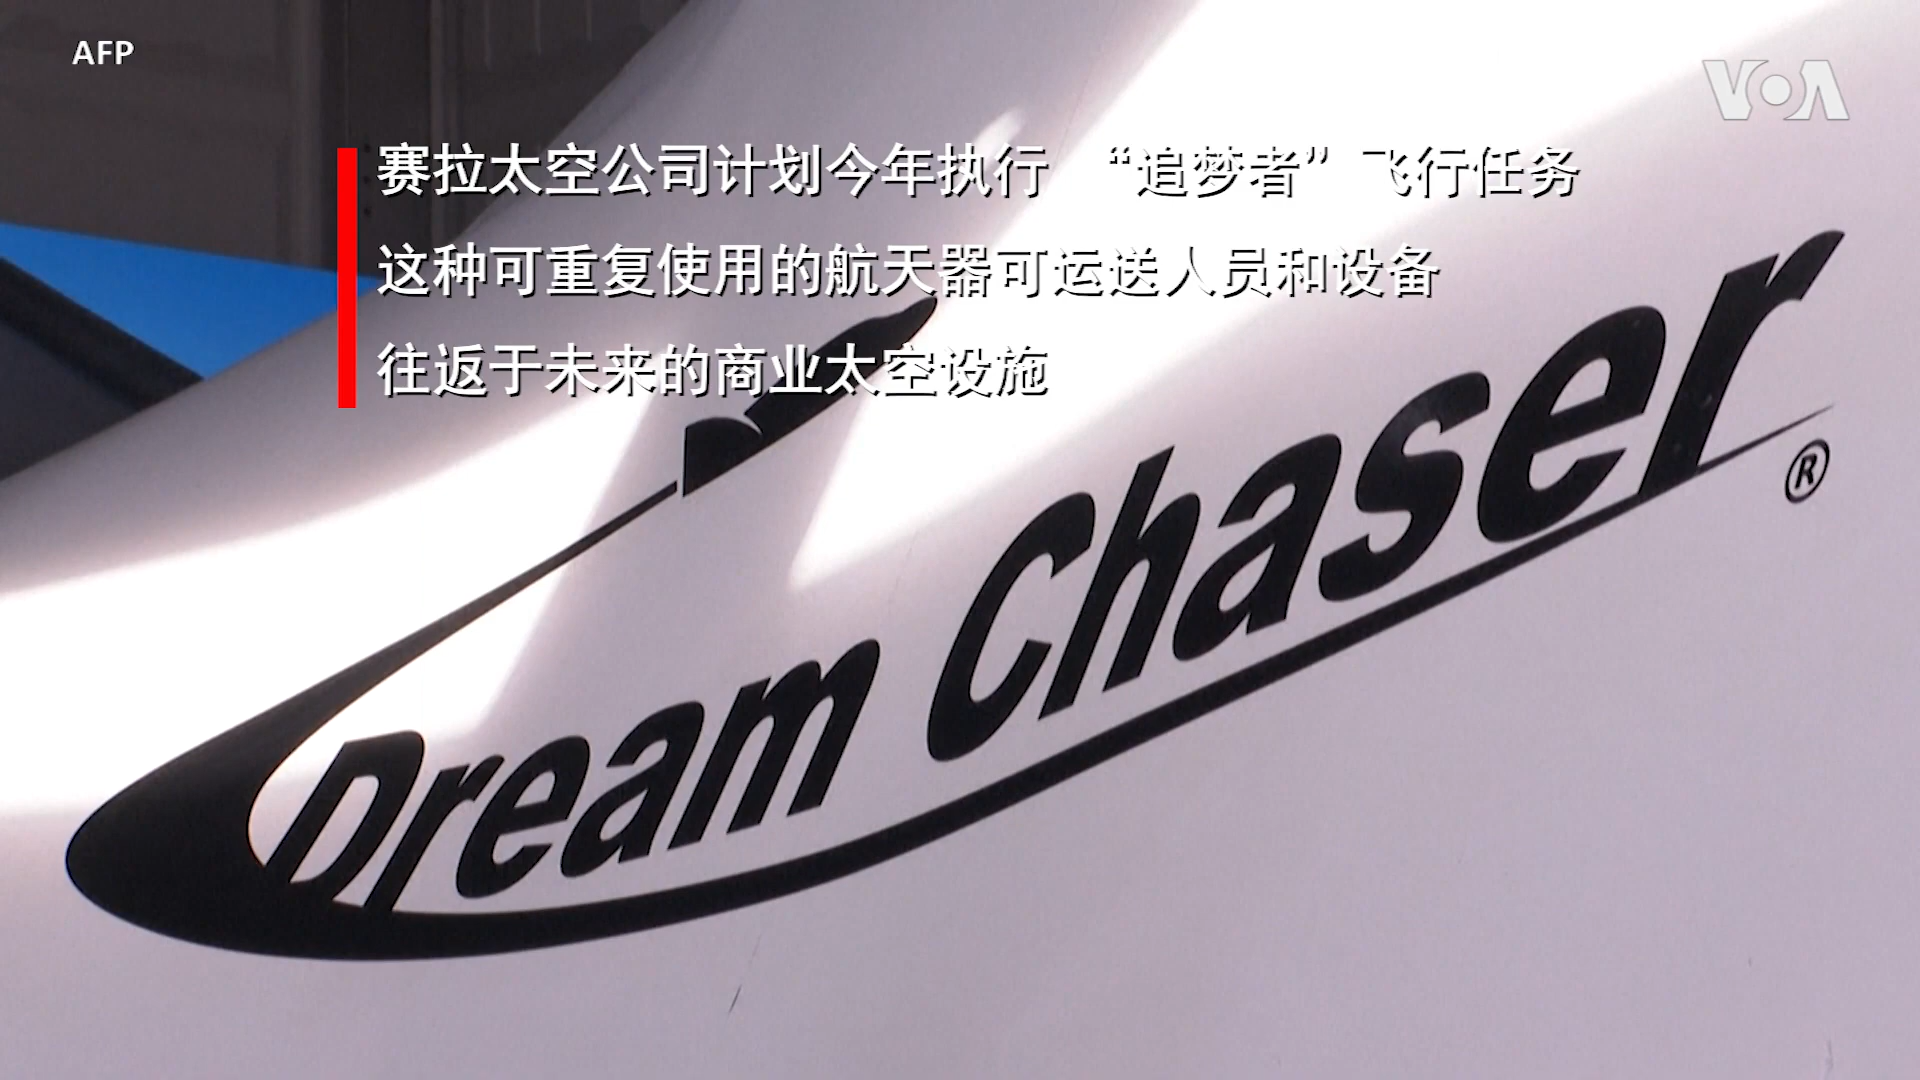 AFP
VOA
赛拉太空公司计划今年执行 “追梦者” 飞行任务
这种可重复使用的航天器可运送人员和设备
往返于未来的商业太空设施
Dream Chaser
®